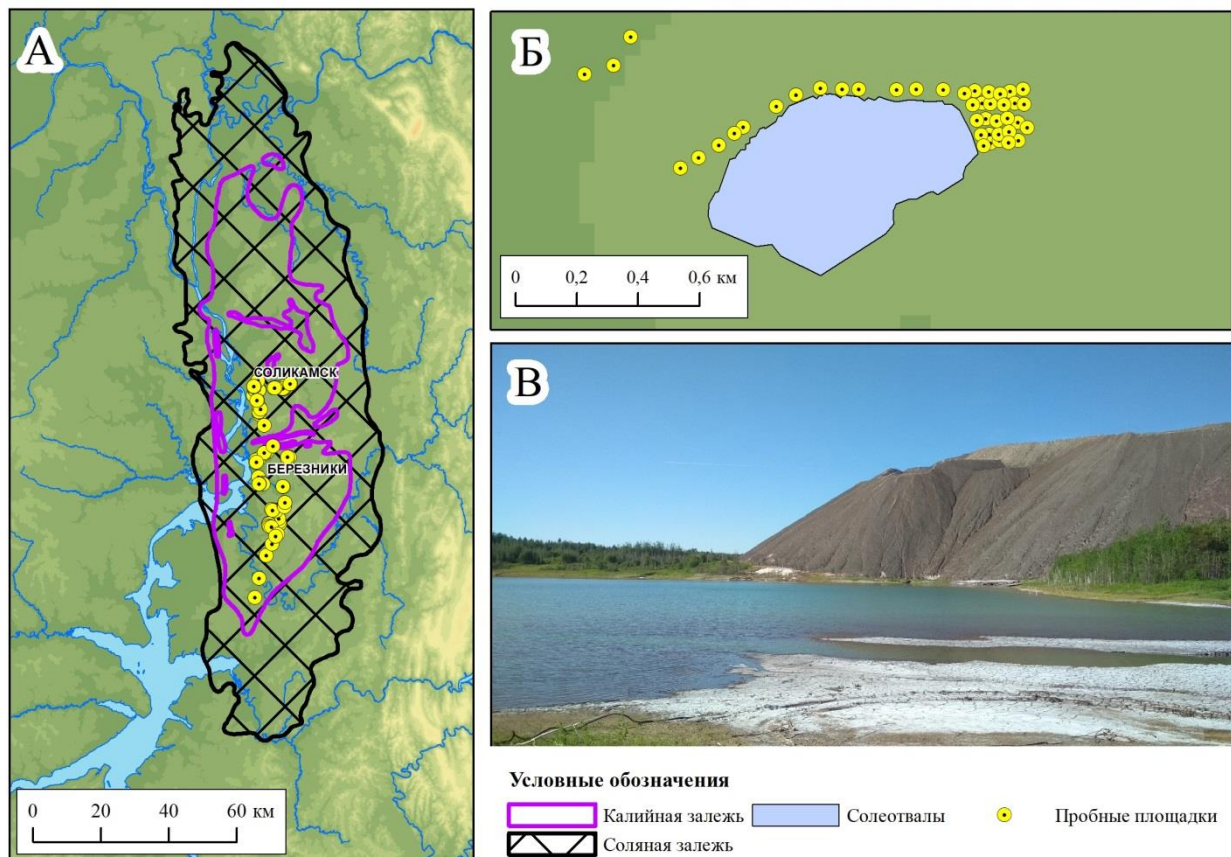 А
СОЛИКАМСК
БЕРЕЗНИКИ
0 20 40 60 км
Б
0 0,2 0,4 0,6 км
В
Условные обозначения
Калийная залежь Солеотвалы Пробные площадки
Соляная залежь